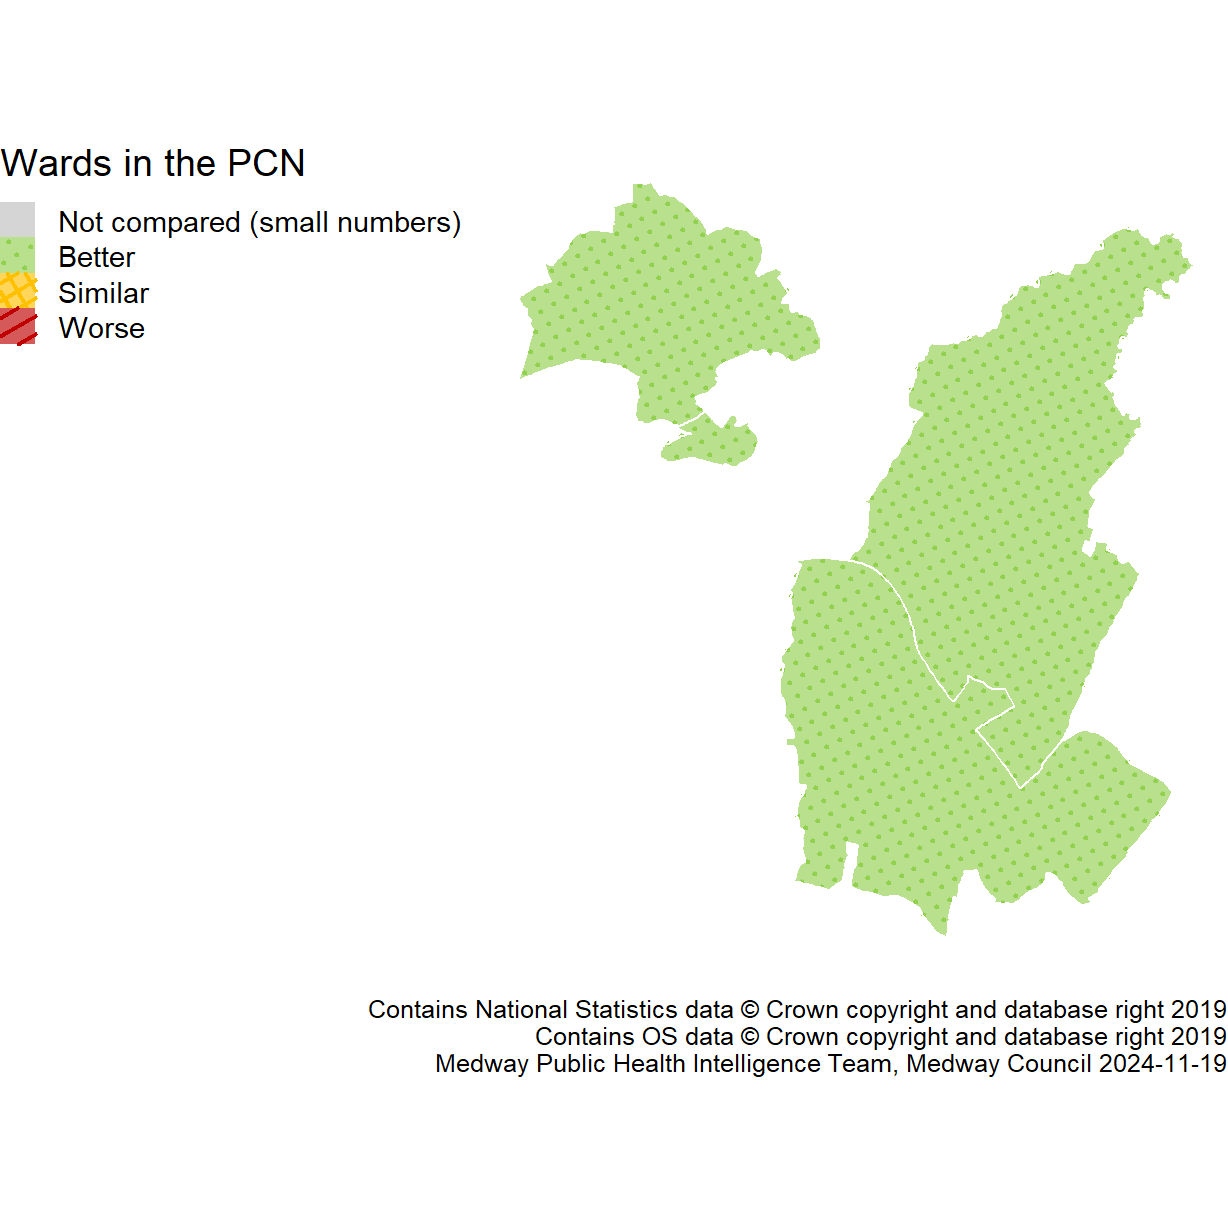 Wards in the PCN
Not compared (small numbers)
Better
Similar
Worse
Contains National Statistics data © Crown copyright and database right 2019
Contains OS data © Crown copyright and database right 2019
Medway Public Health Intelligence Team, Medway Council 2024-11-19